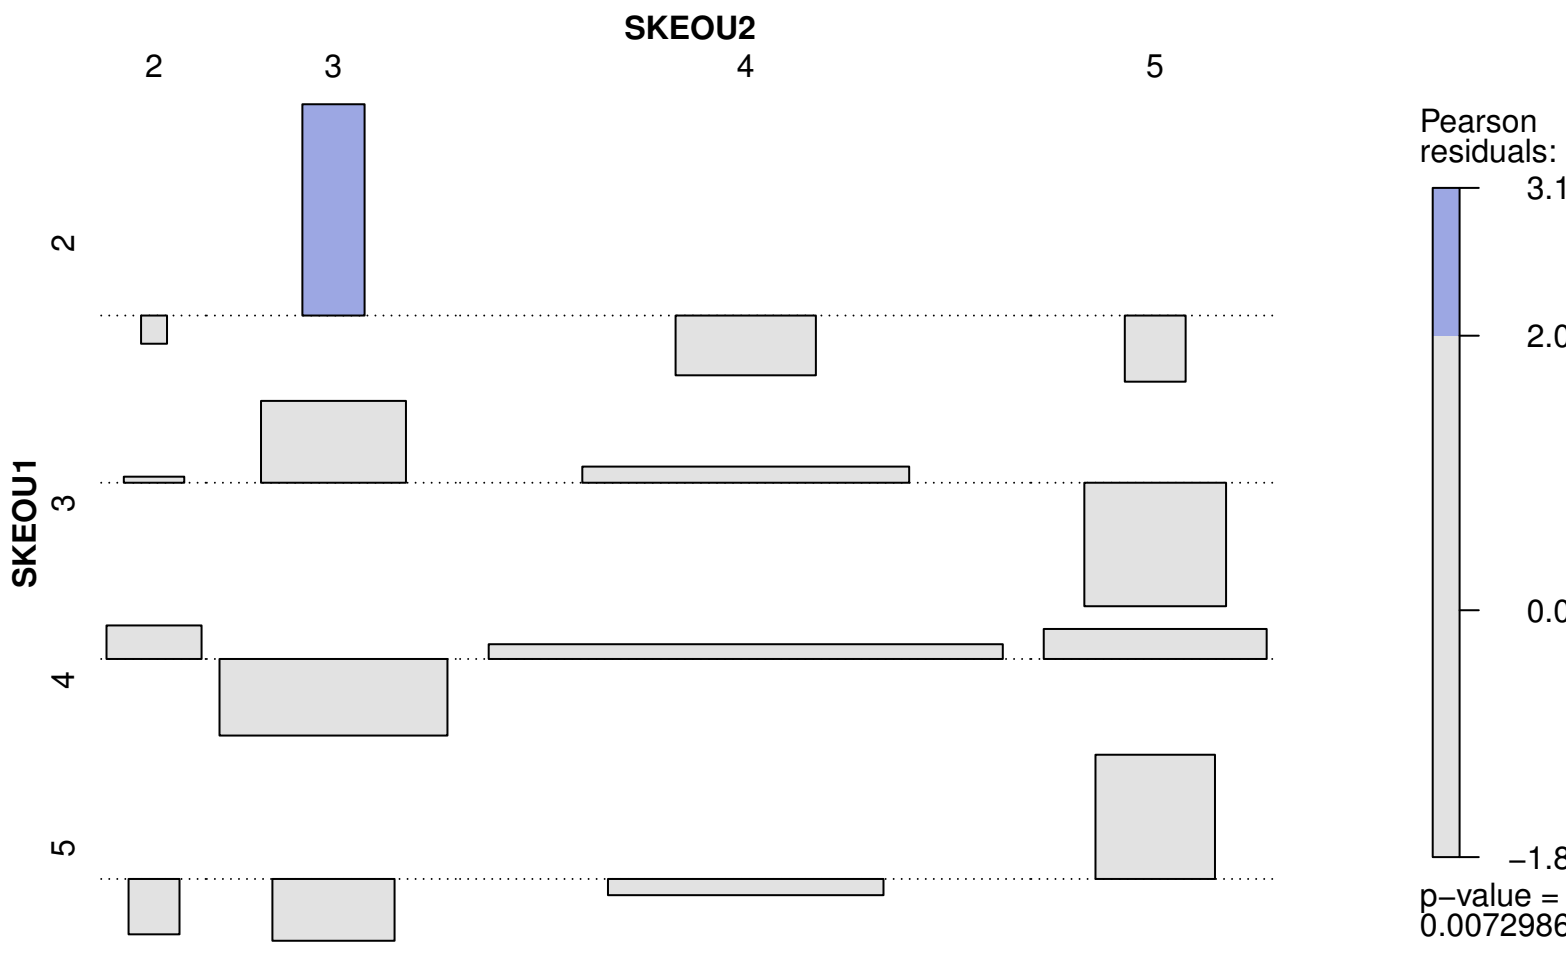 SKEOU2
2 3 4 5
SKEOU1
2
3
4
5
Pearson
residuals:
3.1
2.0
0.0
−1.8
p−value =
0.0072986